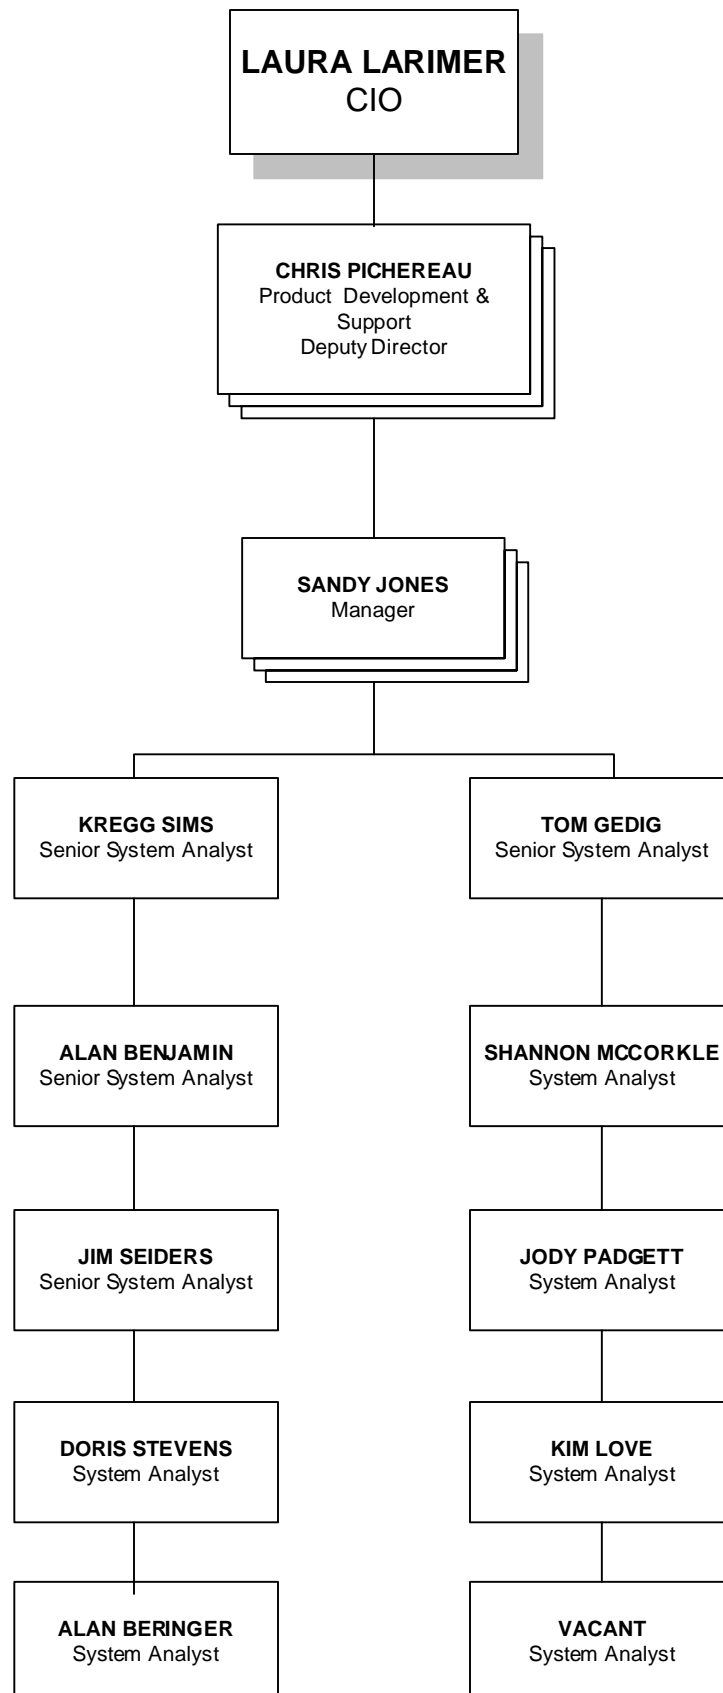 LAURA LARIMER
CIO
CHRIS PICHEREAU
Product Development &
Support
Deputy Director
SANDY JONES
Manager
KREGG SIMS
Senior System Analyst
TOM GEDIG
Senior System Analyst
ALAN BENJAMIN
Senior System Analyst
SHANNON MCCORKLE
System Analyst
JIM SEIDERS
Senior System Analyst
JODY PADGETT
System Analyst
DORIS STEVENS
System Analyst
KIM LOVE
System Analyst
ALAN BERINGER
System Analyst
VACANT
System Analyst